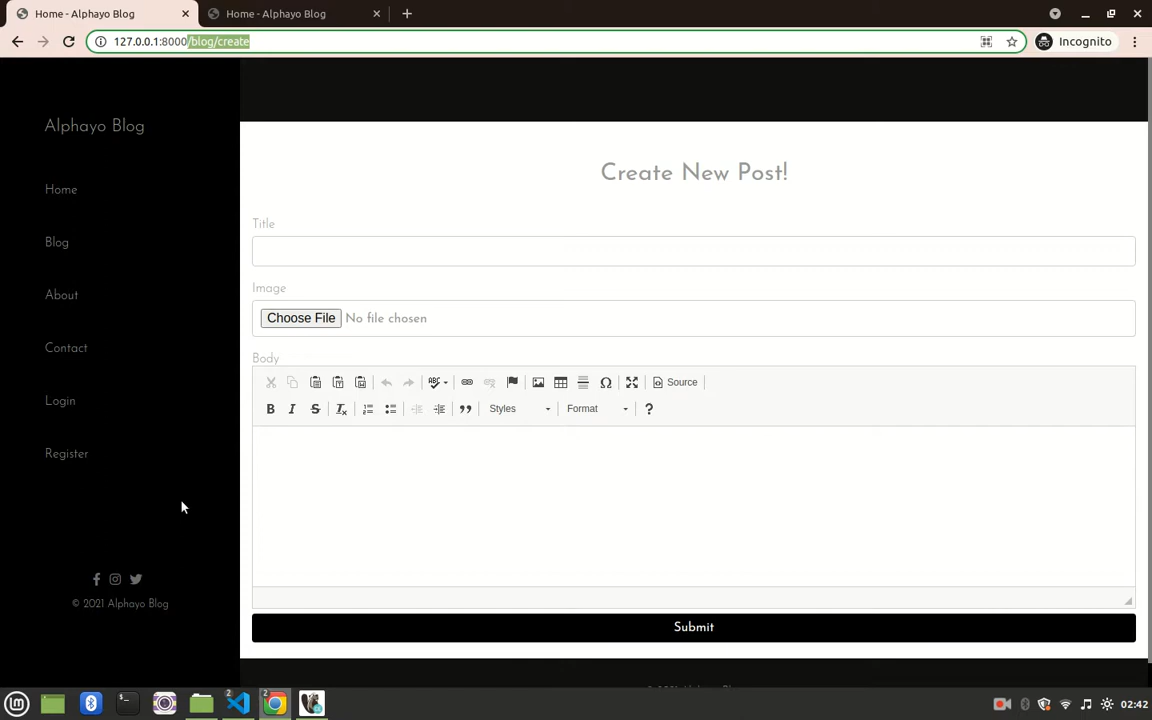 Home - Alphayo Blog
Home - Alphayo Blog
127.0.0.1:8000/blog/create
Incognito
Alphayo Blog
Home
Blog
About
Contact
Login
Register
© 2021 Alphayo Blog
Create New Post!
Title
Image
Choose File No file chosen
Body
Source
Styles
Format
Submit
02:42